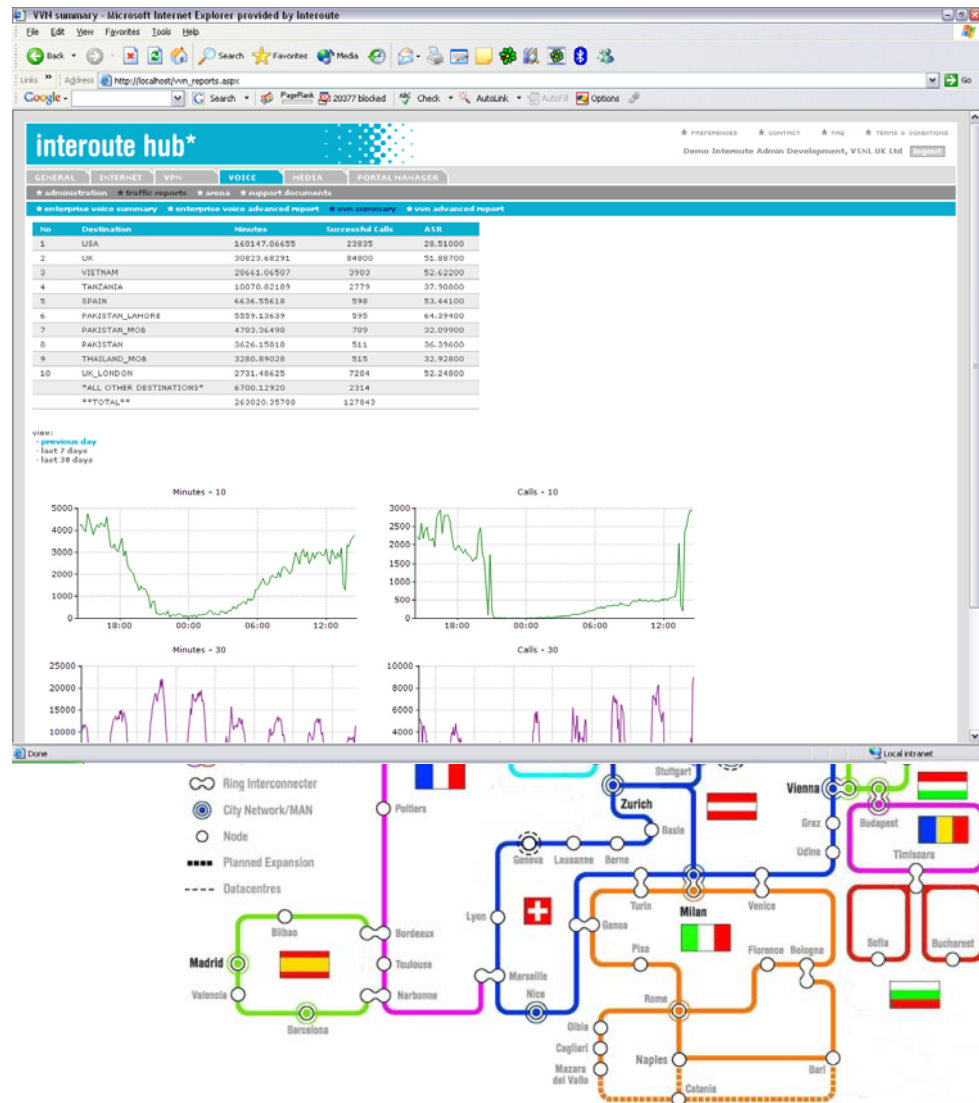 VVN summary - Microsoft Internet Explorer provided by Interoute
File Edit View Favorites Tools Help
Back Search Favorites Media
Links » Address http://localhost/vvn_reports.aspx Go
Google Search PageRank 20377 blocked Check AutoLink AutoFill Options
PREFERENCES CONTACT FAQ TERMS & CONDITIONS
interoute hub*
Demo Interoute Admin Development, VSNL UK Ltd logout
GENERAL INTERNET VPN VOICE MEDIA PORTAL MANAGER
administration traffic reports arena support documents
enterprise voice summary enterprise voice advanced report vvn summary vvn advanced report
No Destination Minutes Successful Calls ASR
1 USA 160147.06655 23835 28.51000
2 UK 30823.68291 84800 51.88700
3 VIETNAM 28661.06507 3903 52.62200
4 TANZANIA 10070.82189 2779 37.90800
5 SPAIN 6636.55618 598 53.44100
6 PAKISTAN_LAHORE 5559.13639 595 64.39400
7 PAKISTAN_MOB 4783.36498 789 32.09900
8 PAKISTAN 3626.15818 511 36.39600
9 THAILAND_MOB 3280.89028 515 32.92800
10 UK_LONDON 2731.48625 7204 52.24800
*ALL OTHER DESTINATIONS* 6700.12920 2314
**TOTAL** 263020.35700 127843
view:
- previous day
- last 7 days
- last 30 days
Minutes - 10 Calls - 10
5000 3000
4000 2500
3000 2000
2000 1500
1000 1000
500
0 0
18:00 00:00 06:00 12:00 18:00 00:00 06:00 12:00
Minutes - 30 Calls - 30
25000 10000
20000 8000
15000 6000
10000 4000
Done Local intranet
Ring Interconnecter
City Network/MAN
Node
Planned Expansion
Datacentres
Poitiers
Stuttgart
Zurich
Basle
Geneva Lausanne Berne
Vienna
Graz
Udine
Budapest
Timisoara
Lyon
Turin
Milan
Venice
Genoa
Bilbao
Bordeaux
Madrid
Toulouse
Valencia
Narbonne
Barcelona
Marseille
Nice
Pisa
Florence Bologna
Sofia
Bucharest
Rome
Olbia
Cagliari
Mazara
del Vallo
Naples
Bari
Catania